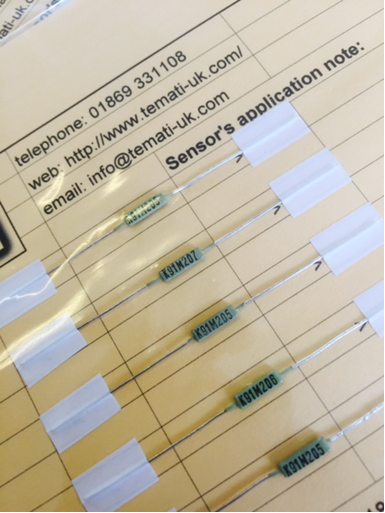 telephone: 01869 331108
web: http://www.temati-uk.com/
email: info@temati-uk.com
Sensor's application note:
K91M207
K91M205
K91M206
K91M205